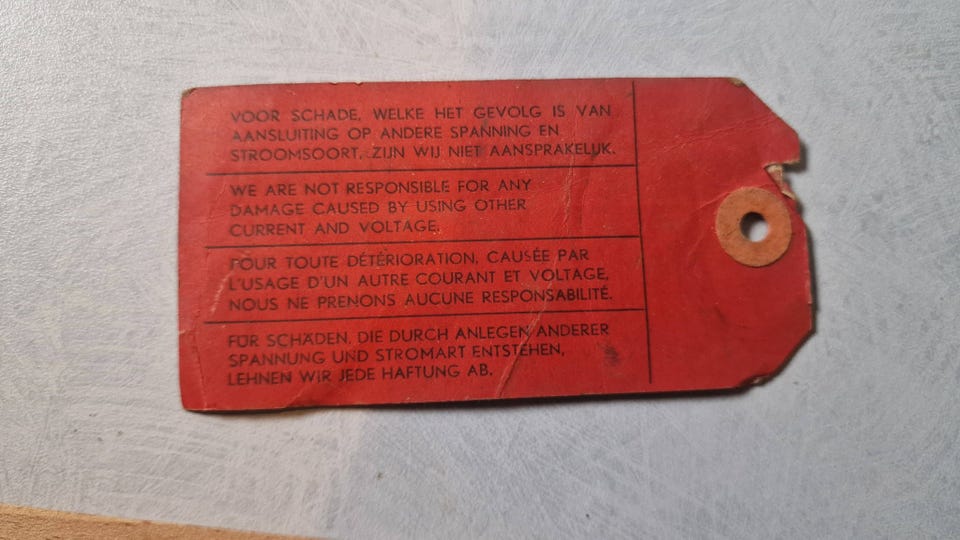 VOOR SCHADE, WELKE HET GEVOLG IS VAN
AANSLUITING OP ANDERE SPANNING EN
STROOMSOORT, ZIJN WIJ NIET AANSPRAKELIJK.
WE ARE NOT RESPONSIBLE FOR ANY
DAMAGE CAUSED BY USING OTHER
CURRENT AND VOLTAGE.
POUR TOUTE DÉTÉRIORATION, CAUSÉE PAR
L'USAGE D'UN AUTRE COURANT ET VOLTAGE,
NOUS NE PRENONS AUCUNE RESPONSABILITÉ.
FÜR SCHÄDEN, DIE DURCH ANLEGEN ANDERER
SPANNUNG UND STROMART ENTSTEHEN,
LEHNEN WIR JEDE HAFTUNG AB.